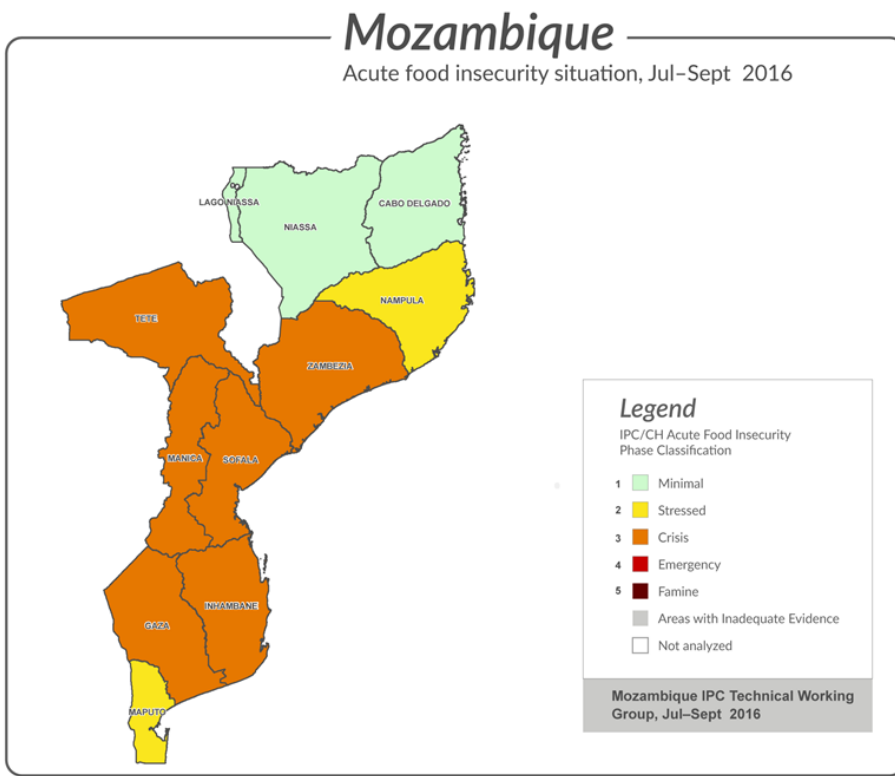 Mozambique
Acute food insecurity situation, Jul–Sept 2016
LAGO NIASSA
NIASSA
CABO DELGADO
NAMPULA
TETE
ZAMBEZIA
MANICA
SOFALA
INHAMBANE
GAZA
MAPUTO
Legend
IPC/CH Acute Food Insecurity
Phase Classification
1 Minimal
2 Stressed
3 Crisis
4 Emergency
5 Famine
Areas with Inadequate Evidence
Not analyzed
Mozambique IPC Technical Working
Group, Jul–Sept 2016